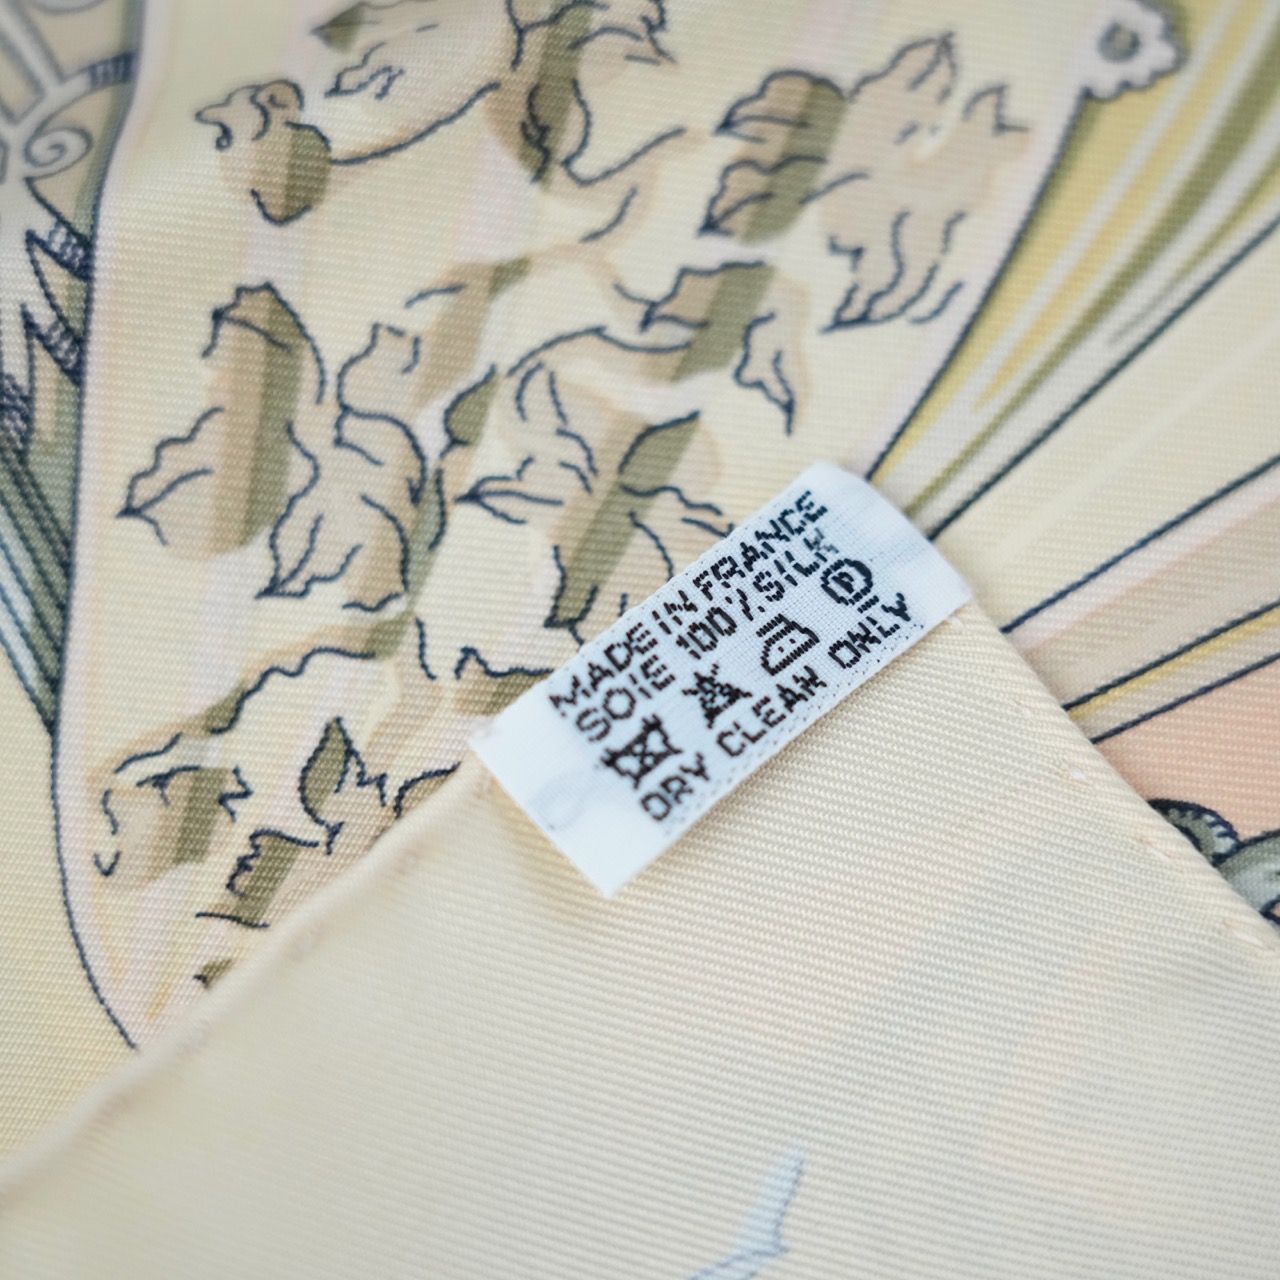 MADE IN FRANCE
SOIE 100% SILK
P
DRY CLEAN ONLY